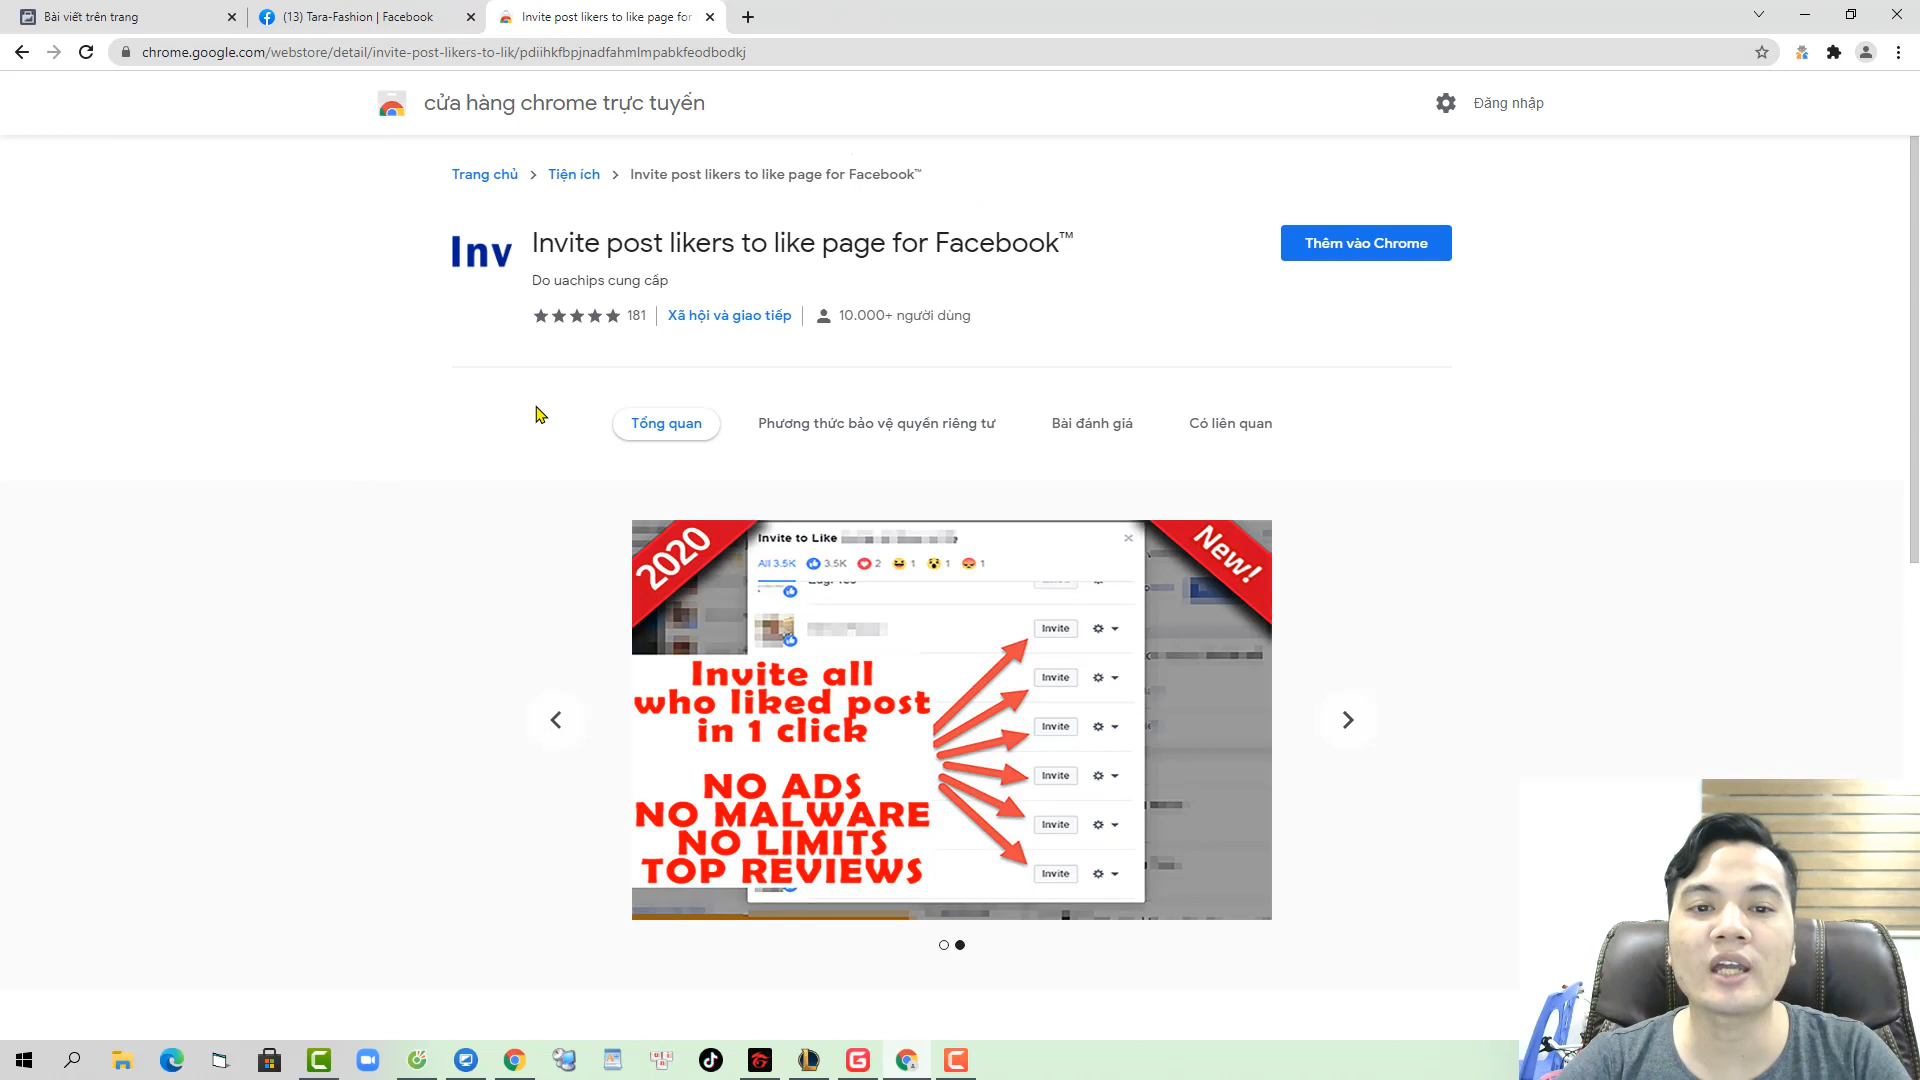 Bài viết trên trang
(13) Tara-Fashion | Facebook
Invite post likers to like page for
chrome.google.com/webstore/detail/invite-post-likers-to-lik/pdiihkfbpjnadfahmlmpabkfeodbodkj
cửa hàng chrome trực tuyến
Đăng nhập
Trang chủ > Tiện ích > Invite post likers to like page for Facebook™
Inv
Invite post likers to like page for Facebook™
Thêm vào Chrome
Do uachips cung cấp
181 | Xã hội và giao tiếp | 10.000+ người dùng
Tổng quan
Phương thức bảo vệ quyền riêng tư
Bài đánh giá
Có liên quan
2020
New!
Invite to Like
All 3.5K 3.5K 2 1 1 1
Invite
Invite
Invite
Invite
Invite
Invite
Invite all
who liked post
in 1 click
NO ADS
NO MALWARE
NO LIMITS
TOP REVIEWS